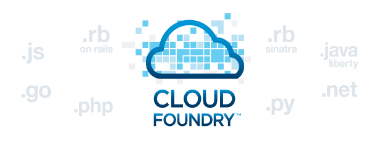 .js
.rb
on rails
.rb
sinatra
.java
liberty
.go
.php
CLOUD
FOUNDRY™
.py
.net